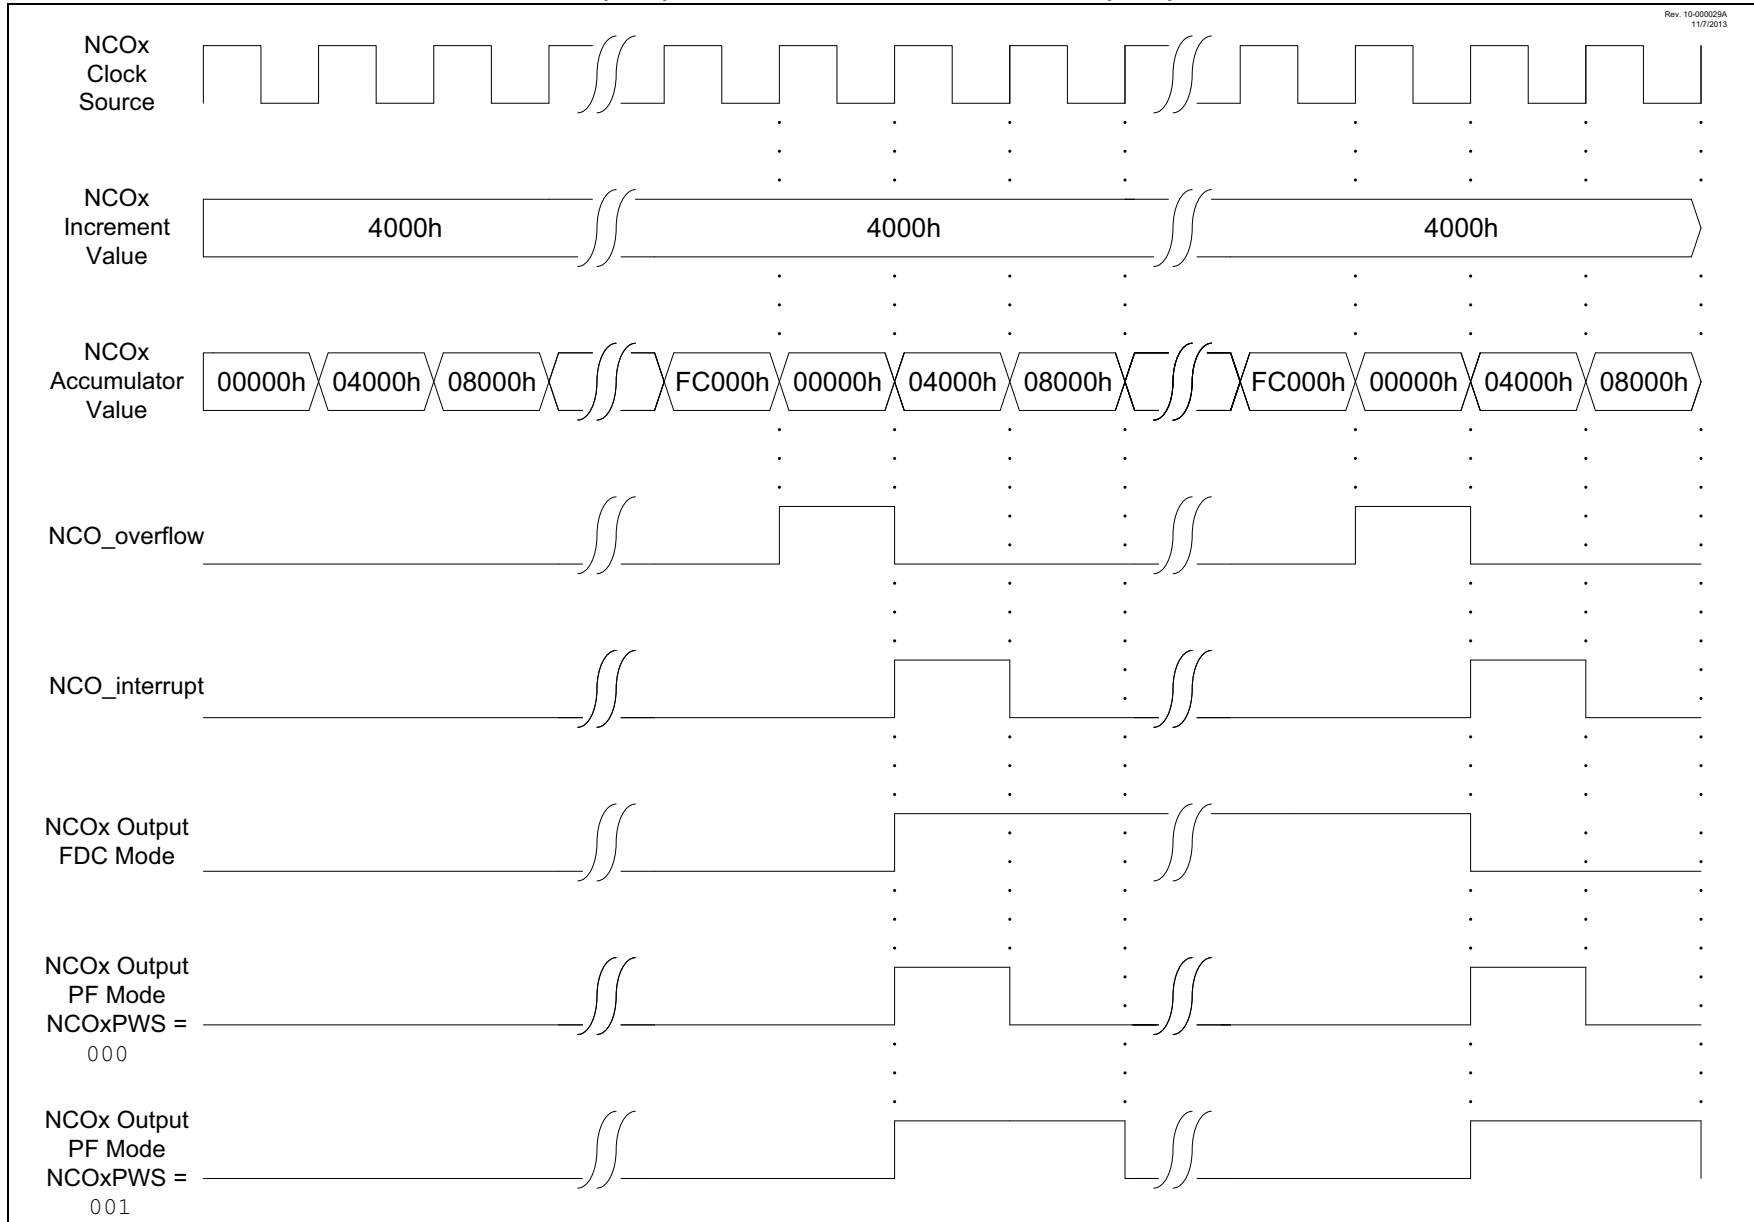 Rev. 10-000029A
11/7/2013
NCOx
Clock
Source
NCOx
Increment
Value
4000h
4000h
4000h
NCOx
Accumulator
Value
00000h
04000h
08000h
FC000h
00000h
04000h
08000h
FC000h
00000h
04000h
08000h
NCO_overflow
NCO_interrupt
NCOx Output
FDC Mode
NCOx Output
PF Mode
NCOxPWS =
000
NCOx Output
PF Mode
NCOxPWS =
001